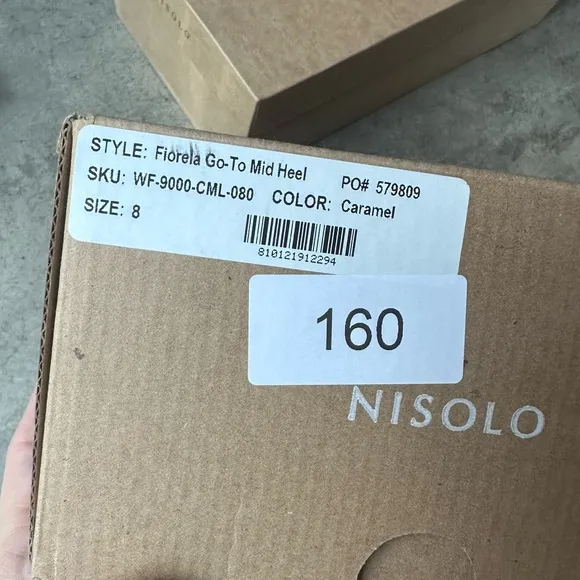 NISOLO
STYLE: Fiorela Go-To Mid Heel PO# 579809
SKU: WF-9000-CML-080 COLOR: Caramel
SIZE: 8
810121912294
160
NISOLO